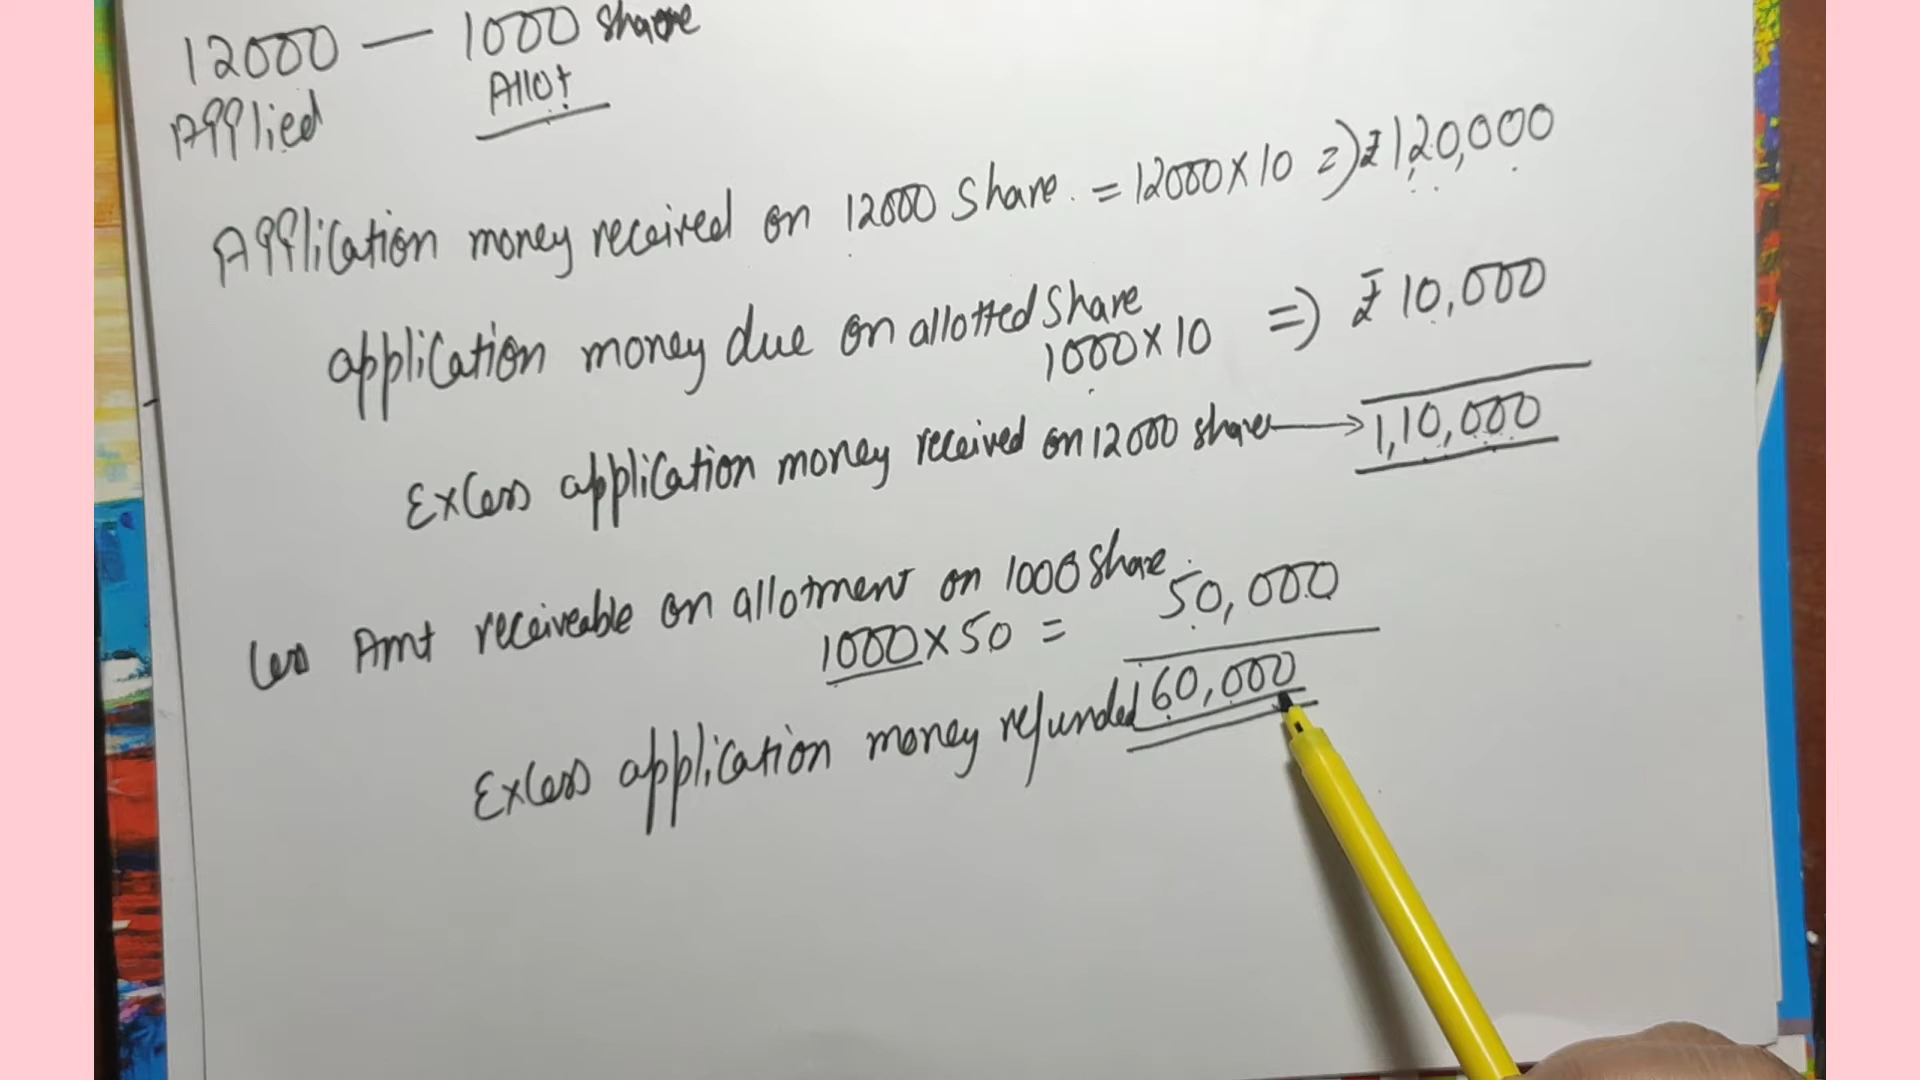 12000 — 1000 Share
Applied Allot
Application money received on 12000 Share = 12000 x 10 => ₹ 120,000
application money due on allotted Share
1000 x 10 => ₹ 10,000
Excess application money received on 12000 shares → 1,10,000
Less Amt receiveable on allotment on 1000 Share
1000 x 50 = 50,000
Excess application money refunded 60,000